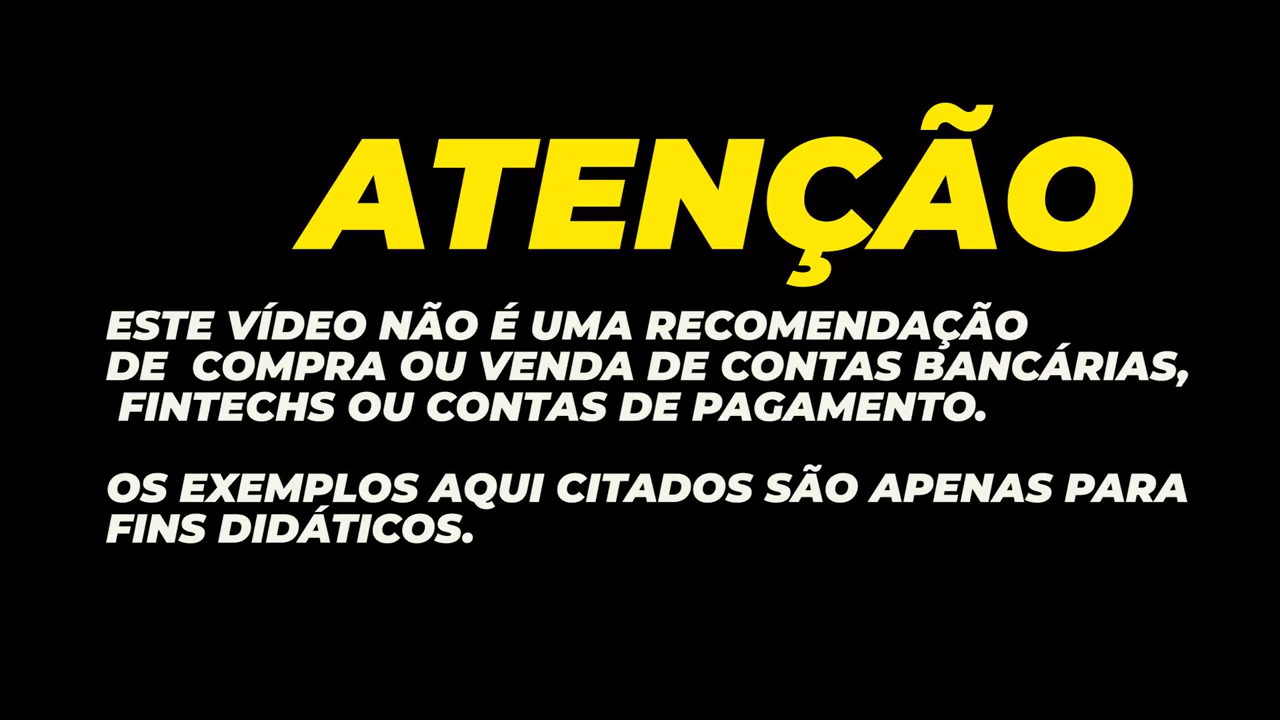 ATENÇÃO
ESTE VÍDEO NÃO É UMA RECOMENDAÇÃO
DE COMPRA OU VENDA DE CONTAS BANCÁRIAS,
FINTECHS OU CONTAS DE PAGAMENTO.
OS EXEMPLOS AQUI CITADOS SÃO APENAS PARA
FINS DIDÁTICOS.